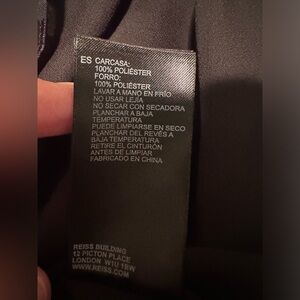 ES CARCASA:
100% POLIÉSTER
FORRO:
100% POLIÉSTER
LAVAR A MANO EN FRÍO
NO USAR LEJÍA
NO SECAR CON SECADORA
PLANCHAR A BAJA
TEMPERATURA
PUEDE LIMPIARSE EN SECO
PLANCHAR DEL REVÉS A
BAJA TEMPERATURA
RETIRE EL CINTURÓN
ANTES DE LIMPIAR
FABRICADO EN CHINA
REISS BUILDING
12 PICTON PLACE
LONDON W1U 1BW
WWW.REISS.COM